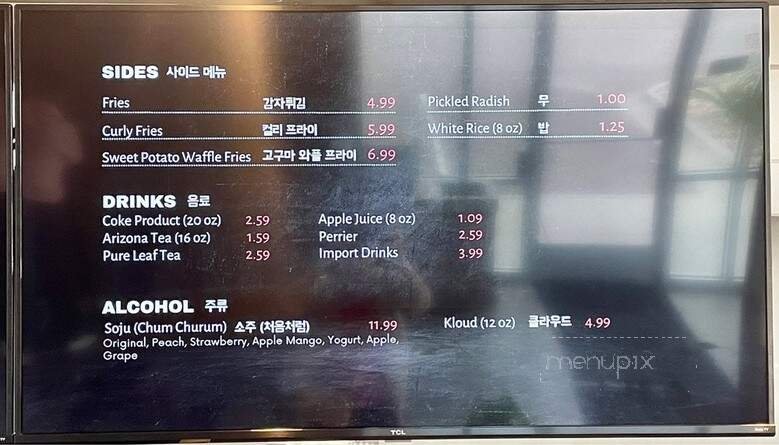 SIDES 사이드 메뉴
Fries 감자튀김 4.99
Curly Fries 컬리 프라이 5.99
Sweet Potato Waffle Fries 고구마 와플 프라이 6.99
Pickled Radish 무 1.00
White Rice (8 oz) 밥 1.25
DRINKS 음료
Coke Product (20 oz) 2.59
Arizona Tea (16 oz) 1.59
Pure Leaf Tea 2.59
Apple Juice (8 oz) 1.09
Perrier 2.59
Import Drinks 3.99
ALCOHOL 주류
Soju (Chum Churum) 소주 (처음처럼) 11.99
Original, Peach, Strawberry, Apple Mango, Yogurt, Apple,
Grape
Kloud (12 oz) 클라우드 4.99
menupix
TCL